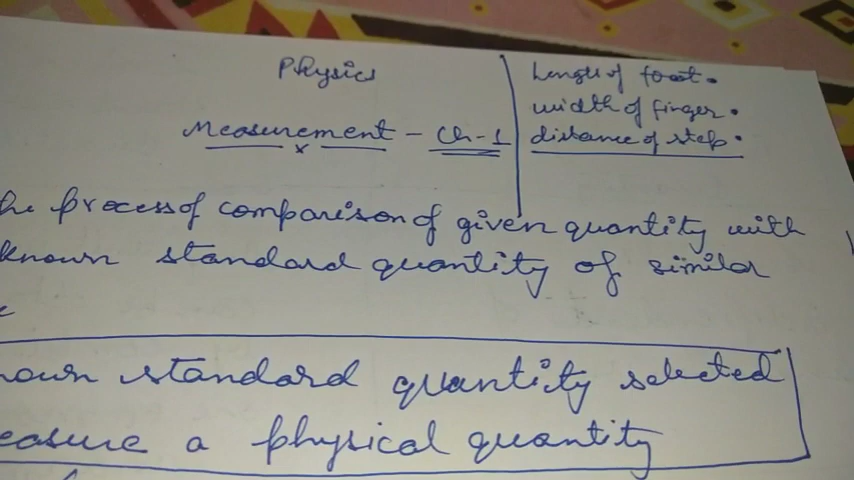 Physics
Measurement - Ch-1
Length of foot.
width of finger.
distance of step.
he process of comparison of given quantity with
known standard quantity of similar
nown standard quantity selected
easure a physical quantity